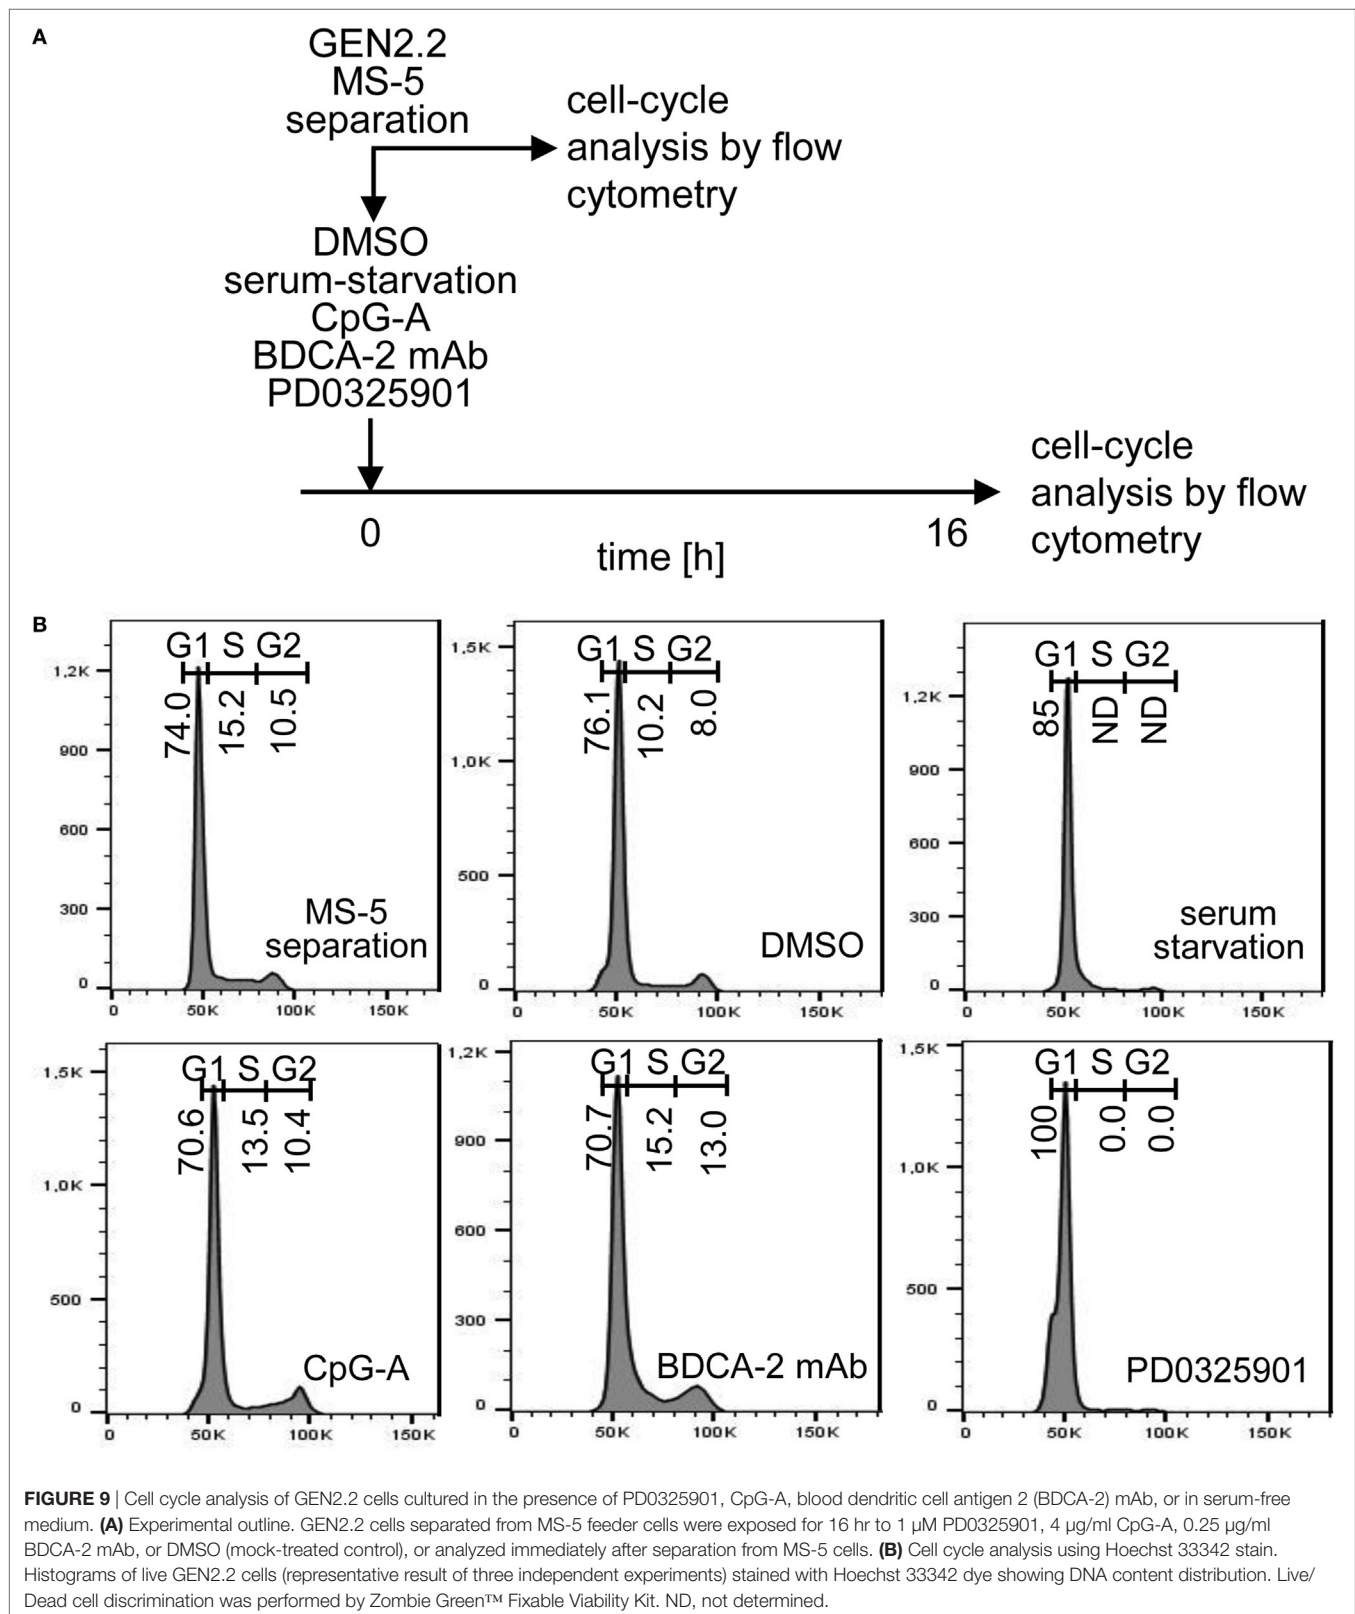 A
GEN2.2
MS-5
separation
cell-cycle
analysis by flow
cytometry
DMSO
serum-starvation
CpG-A
BDCA-2 mAb
PD0325901
cell-cycle
analysis by flow
cytometry
0
16
time [h]
B
G1 S G2
74.0 15.2 10.5
1,2K
900
600
300
0
MS-5
separation
0 50K 100K 150K
G1 S G2
76.1 10.2 8.0
1,5K
1,0K
500
0
DMSO
0 50K 100K 150K
G1 S G2
85 ND ND
1,2K
900
600
300
0
serum
starvation
0 50K 100K 150K
G1 S G2
70.6 13.5 10.4
1,5K
1,0K
500
0
CpG-A
0 50K 100K 150K
G1 S G2
70.7 15.2 13.0
1,2K
900
600
300
0
BDCA-2 mAb
0 50K 100K 150K
G1 S G2
100 0.0 0.0
1,5K
1,0K
500
0
PD0325901
0 50K 100K 150K
FIGURE 9 | Cell cycle analysis of GEN2.2 cells cultured in the presence of PD0325901, CpG-A, blood dendritic cell antigen 2 (BDCA-2) mAb, or in serum-free
medium. (A) Experimental outline. GEN2.2 cells separated from MS-5 feeder cells were exposed for 16 hr to 1 µM PD0325901, 4 µg/ml CpG-A, 0.25 µg/ml
BDCA-2 mAb, or DMSO (mock-treated control), or analyzed immediately after separation from MS-5 cells. (B) Cell cycle analysis using Hoechst 33342 stain.
Histograms of live GEN2.2 cells (representative result of three independent experiments) stained with Hoechst 33342 dye showing DNA content distribution. Live/
Dead cell discrimination was performed by Zombie Green™ Fixable Viability Kit. ND, not determined.